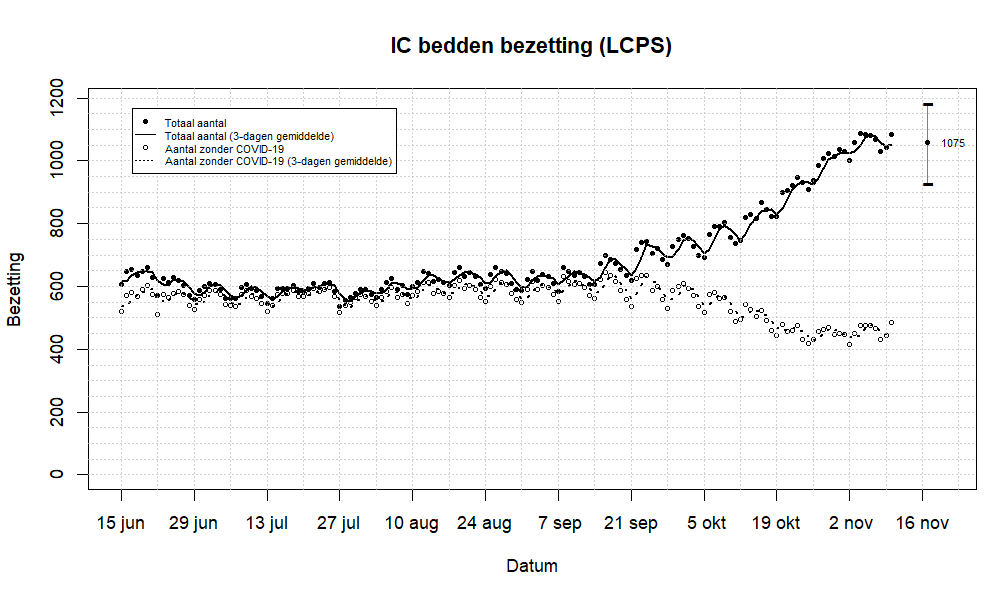 IC bedden bezetting (LCPS)
Totaal aantal
Totaal aantal (3-dagen gemiddelde)
Aantal zonder COVID-19
Aantal zonder COVID-19 (3-dagen gemiddelde)
1075
Bezetting
1200
1000
800
600
400
200
0
15 jun 29 jun 13 jul 27 jul 10 aug 24 aug 7 sep 21 sep 5 okt 19 okt 2 nov 16 nov
Datum